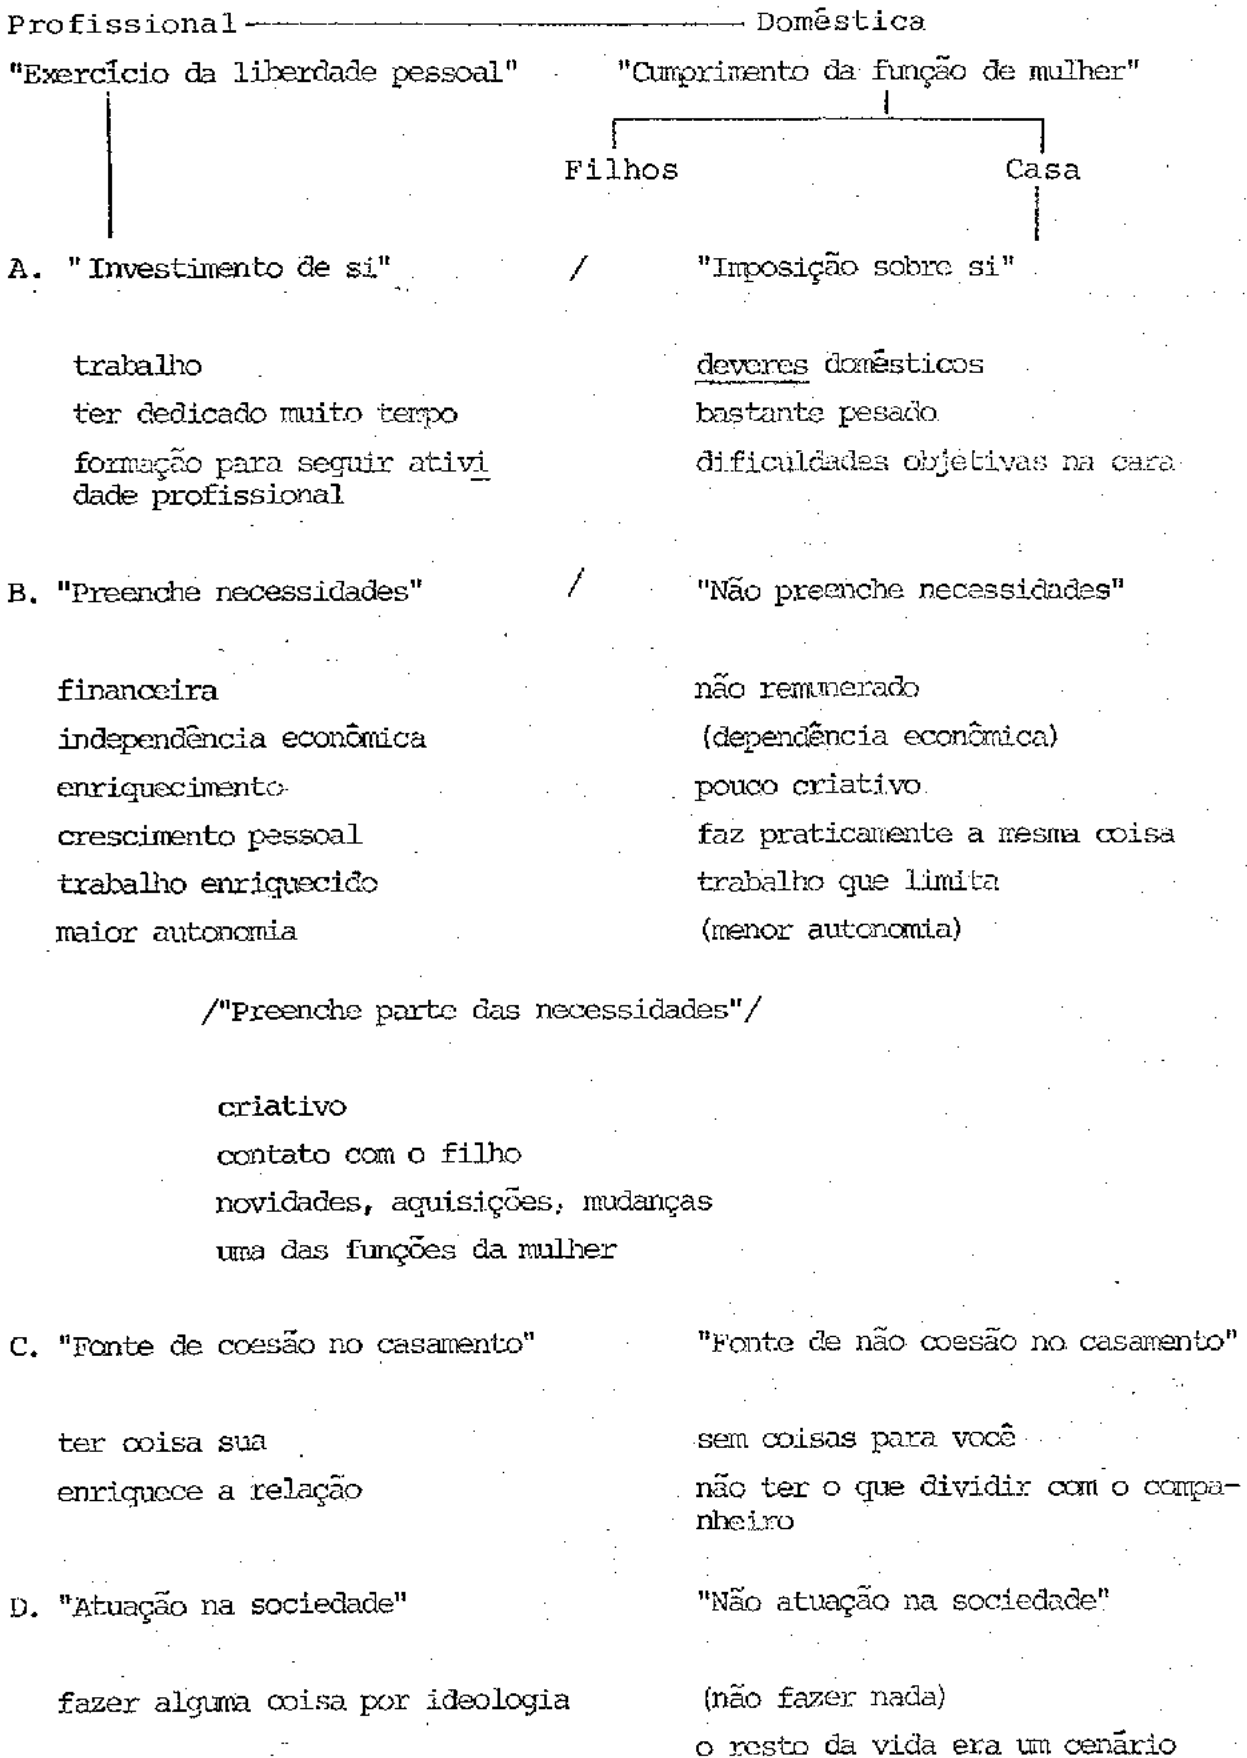 Profissional ——————— Doméstica
"Exercício da liberdade pessoal" "Cumprimento da função de mulher"
Filhos Casa
A. "Investimento de si" / "Imposição sobre si"
trabalho deveres domésticos
ter dedicado muito tempo bastante pesado
formação para seguir ativi dificuldades objetivas na cara
dade profissional
B. "Preenche necessidades" / "Não preenche necessidades"
financeira não remunerado
independência econômica (dependência econômica)
enriquecimento pouco criativo
crescimento pessoal faz praticamente a mesma coisa
trabalho enriquecido trabalho que limita
maior autonomia (menor autonomia)
/"Preenche parte das necessidades"/
criativo
contato com o filho
novidades, aquisições, mudanças
uma das funções da mulher
C. "Fonte de coesão no casamento" "Fonte de não coesão no casamento"
ter coisa sua sem coisas para você
enriquece a relação não ter o que dividir com o compa-
nheiro
D. "Atuação na sociedade" "Não atuação na sociedade"
fazer alguma coisa por ideologia (não fazer nada)
o resto da vida era um cenário